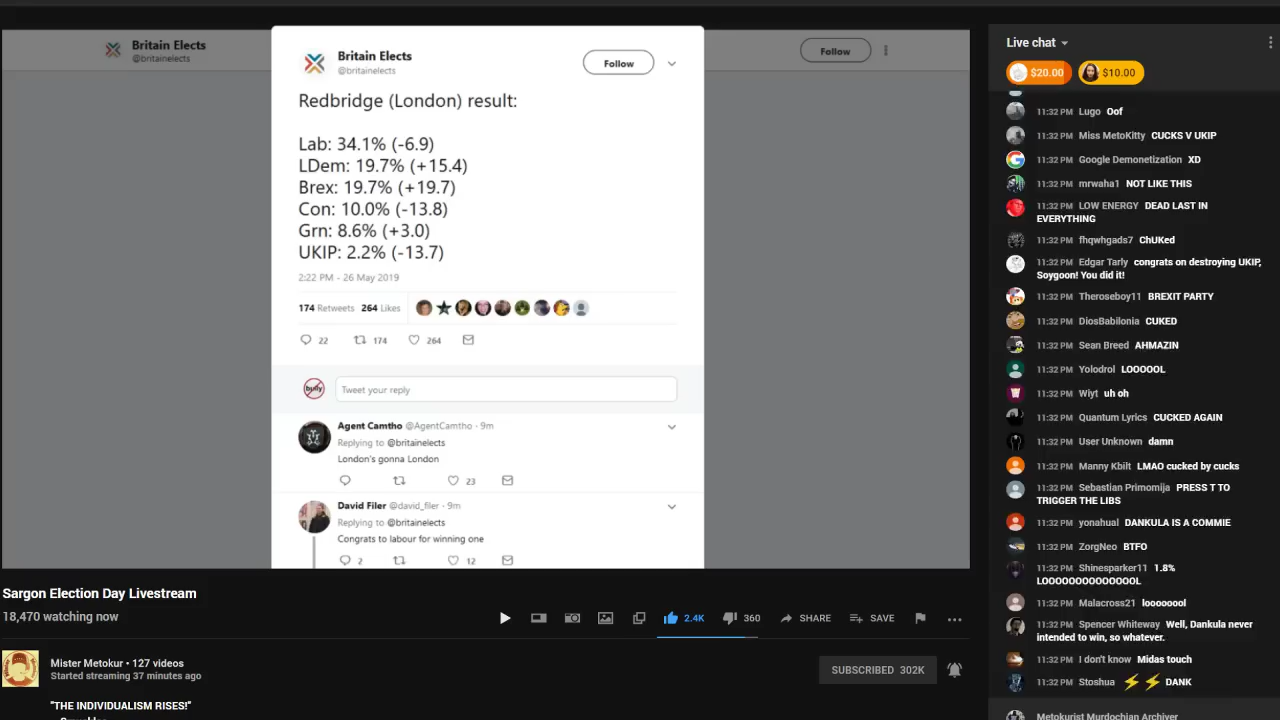 Britain Elects
@britainelects
Follow
Britain Elects
@britainelects
Follow
Redbridge (London) result:
Lab: 34.1% (-6.9)
LDem: 19.7% (+15.4)
Brex: 19.7% (+19.7)
Con: 10.0% (-13.8)
Grn: 8.6% (+3.0)
UKIP: 2.2% (-13.7)
2:22 PM - 26 May 2019
174 Retweets 264 Likes
22 174 264
Tweet your reply
Agent Camtho @AgentCamtho · 9m
Replying to @britainelects
London's gonna London
23
David Filer @david_filer · 9m
Replying to @britainelects
Congrats to labour for winning one
2 12
Sargon Election Day Livestream
18,470 watching now
2.4K 360 SHARE SAVE
Mister Metokur • 127 videos
Started streaming 37 minutes ago
SUBSCRIBED 302K
"THE INDIVIDUALISM RISES!"
Live chat
$20.00 $10.00
11:32 PM Lugo Oof
11:32 PM Miss MetoKitty CUCKS V UKIP
11:32 PM Google Demonetization XD
11:32 PM mrwaha1 NOT LIKE THIS
11:32 PM LOW ENERGY DEAD LAST IN
EVERYTHING
11:32 PM fhqwhgads7 ChUKed
11:32 PM Edgar Tarly congrats on destroying UKIP,
Soygoon! You did it!
11:32 PM Theroseboy11 BREXIT PARTY
11:32 PM DiosBabilonia CUKED
11:32 PM Sean Breed AHMAZIN
11:32 PM Yolodrol LOOOOOL
11:32 PM Wiyt uh oh
11:32 PM Quantum Lyrics CUCKED AGAIN
11:32 PM User Unknown damn
11:32 PM Manny Kbilt LMAO cucked by cucks
11:32 PM Sebastian Primomija PRESS T TO
TRIGGER THE LIBS
11:32 PM yonahual DANKULA IS A COMMIE
11:32 PM ZorgNeo BTFO
11:32 PM Shinesparker11 1.8%
LOOOOOOOOOOOOOOL
11:32 PM Malacross21 looooooool
11:32 PM Spencer Whiteway Well, Dankula never
intended to win, so whatever.
11:32 PM I don't know Midas touch
11:32 PM Stoshua ⚡⚡ DANK
Metokurist Murdochian Archiver